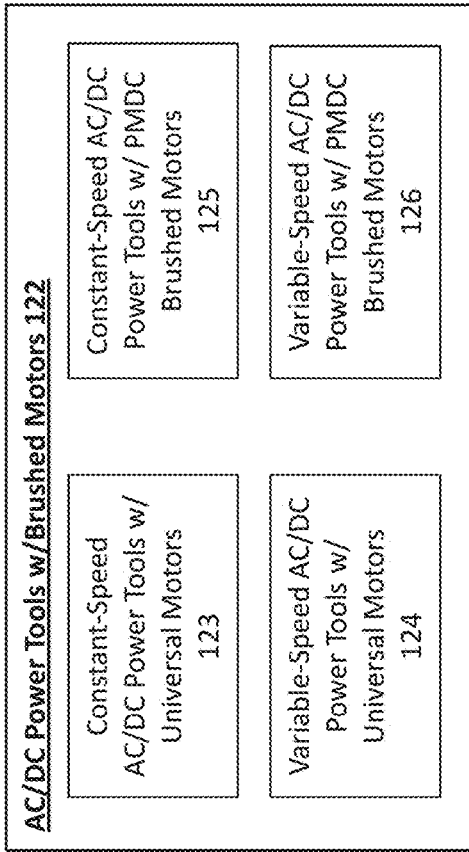 AC/DC Power Tools w/Brushed Motors 122
Constant-Speed
AC/DC Power Tools w/
Universal Motors
123
Constant-Speed AC/DC
Power Tools w/ PMDC
Brushed Motors
125
Variable-Speed AC/DC
Power Tools w/
Universal Motors
124
Variable-Speed AC/DC
Power Tools w/ PMDC
Brushed Motors
126